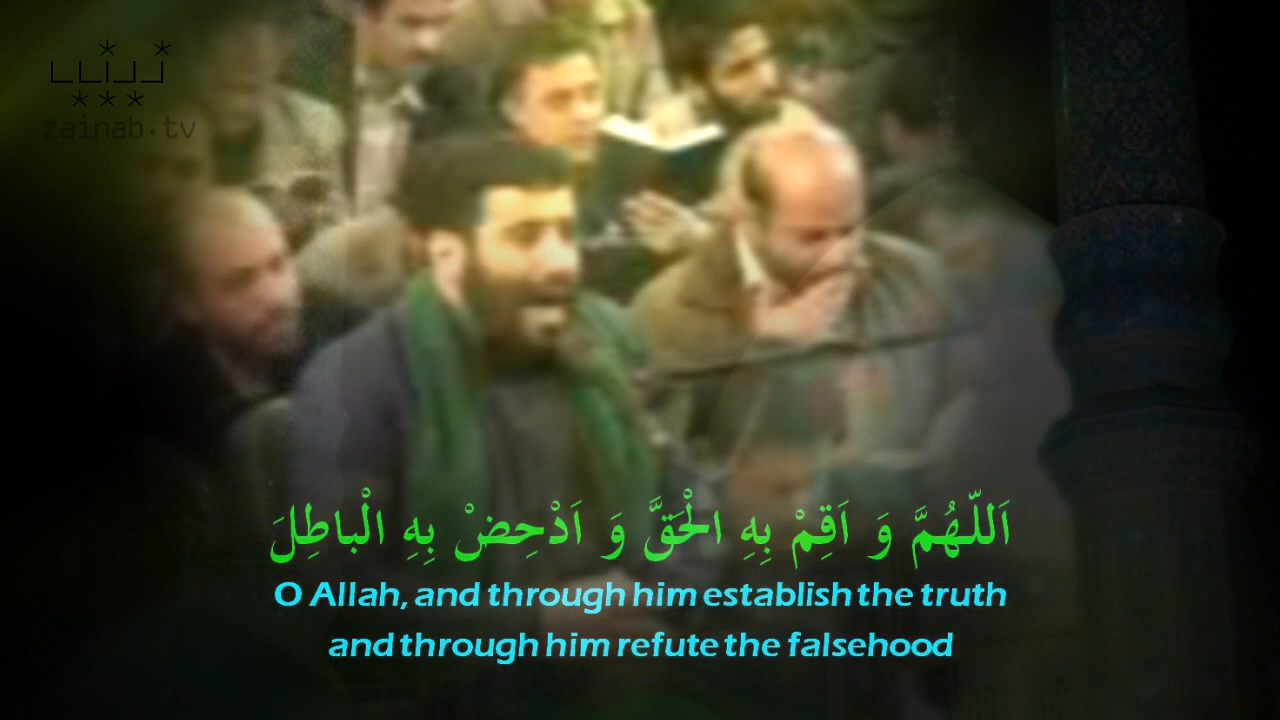 zainab.tv
اَللّهُمَّ وَ اَقِمْ بِهِ الْحَقَّ وَ اَدْحِضْ بِهِ الْباطِلَ
O Allah, and through him establish the truth
and through him refute the falsehood